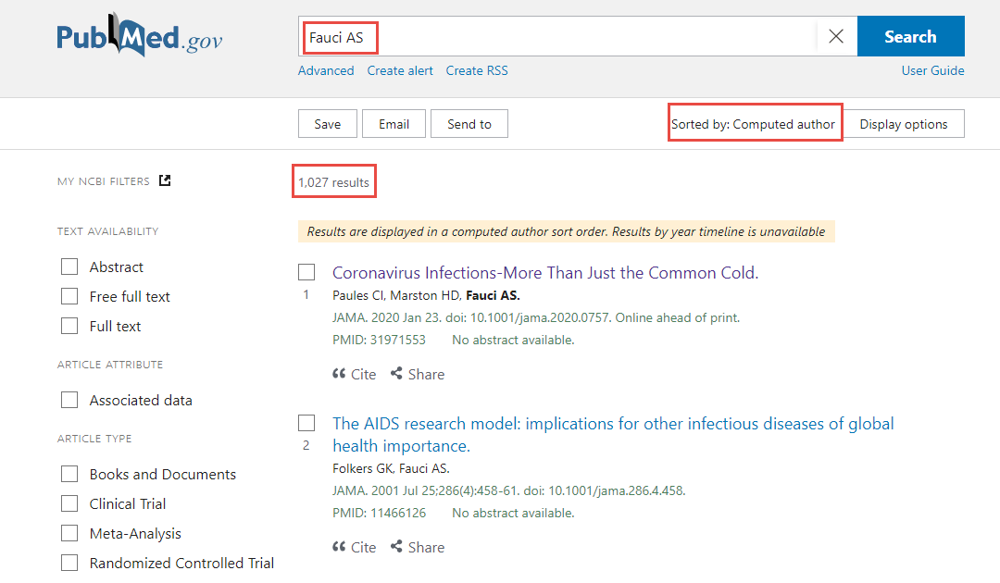 PubMed.gov
Fauci AS
Search
Advanced Create alert Create RSS
User Guide
Save Email Send to
Sorted by: Computed author
Display options
MY NCBI FILTERS
1,027 results
TEXT AVAILABILITY
Abstract
Free full text
Full text
ARTICLE ATTRIBUTE
Associated data
ARTICLE TYPE
Books and Documents
Clinical Trial
Meta-Analysis
Randomized Controlled Trial
Results are displayed in a computed author sort order. Results by year timeline is unavailable
Coronavirus Infections-More Than Just the Common Cold.
1 Paules CI, Marston HD, Fauci AS.
JAMA. 2020 Jan 23. doi: 10.1001/jama.2020.0757. Online ahead of print.
PMID: 31971553 No abstract available.
Cite Share
The AIDS research model: implications for other infectious diseases of global
2 health importance.
Folkers GK, Fauci AS.
JAMA. 2001 Jul 25;286(4):458-61. doi: 10.1001/jama.286.4.458.
PMID: 11466126 No abstract available.
Cite Share